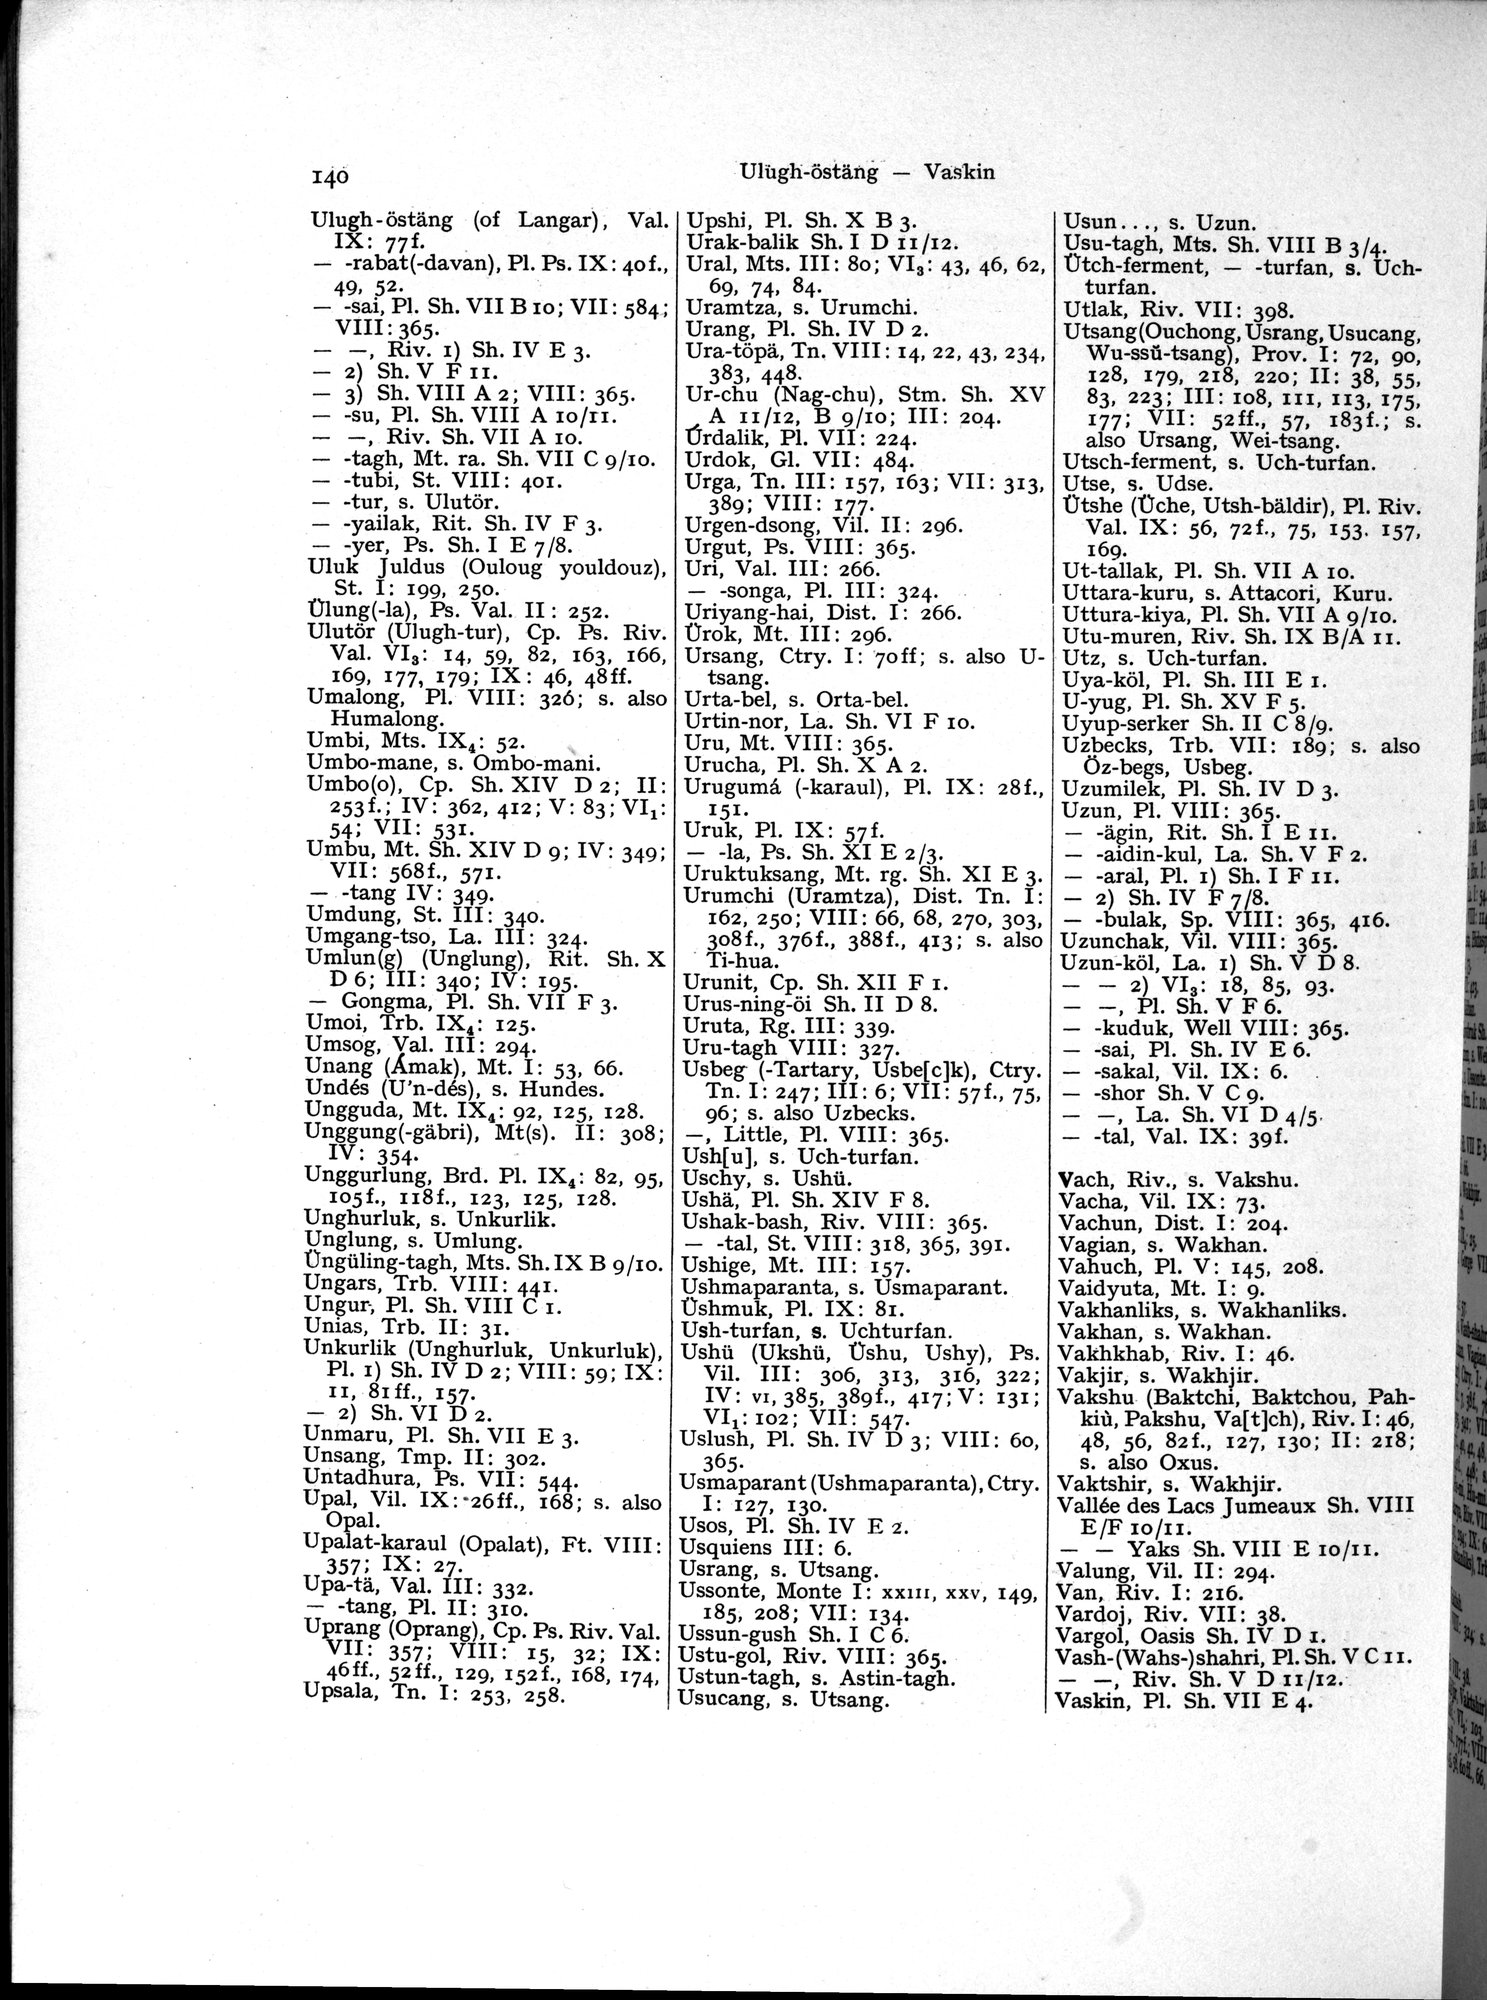 140
Ulugh-östäng — Vaskin
Ulugh-östäng (of Langar), Val.
IX: 77f.
— -rabat(-davan), Pl. Ps. IX: 40f.,
49, 52.
— -sai, Pl. Sh. VII B 10; VII: 584;
VIII: 365.
— —, Riv. 1) Sh. IV E 3.
— 2) Sh. V F 11.
— 3) Sh. VIII A 2; VIII: 365.
— -su, Pl. Sh. VIII A 10/11.
— —, Riv. Sh. VII A 10.
— -tagh, Mt. ra. Sh. VII C 9/10.
— -tubi, St. VIII: 401.
— -tur, s. Ulutör.
— -yailak, Rit. Sh. IV F 3.
— -yer, Ps. Sh. I E 7/8.
Uluk Juldus (Ouloug youldouz),
St. I: 199, 250.
Ülung(-la), Ps. Val. II: 252.
Ulutör (Ulugh-tur), Cp. Ps. Riv.
Val. VI₃: 14, 59, 82, 163, 166,
169, 177, 179; IX: 46, 48ff.
Umalong, Pl. VIII: 326; s. also
Humalong.
Umbi, Mts. IX₄: 52.
Umbo-mane, s. Ombo-mani.
Umbo(o), Cp. Sh. XIV D 2; II:
253f.; IV: 362, 412; V: 83; VI₁:
54; VII: 531.
Umbu, Mt. Sh. XIV D 9; IV: 349;
VII: 568f., 571.
— -tang IV: 349.
Umdung, St. III: 340.
Umgang-tso, La. III: 324.
Umlun(g) (Unglung), Rit. Sh. X
D 6; III: 340; IV: 195.
— Gongma, Pl. Sh. VII F 3.
Umoi, Trb. IX₄: 125.
Umsog, Val. III: 294.
Unang (Ámak), Mt. I: 53, 66.
Undés (U'n-dés), s. Hundes.
Ungguda, Mt. IX₄: 92, 125, 128.
Unggung(-gäbri), Mt(s). II: 308;
IV: 354.
Unggurlung, Brd. Pl. IX₄: 82, 95,
105f., 118f., 123, 125, 128.
Unghurluk, s. Unkurlik.
Unglung, s. Umlung.
Üngüling-tagh, Mts. Sh. IX B 9/10.
Ungars, Trb. VIII: 441.
Ungur, Pl. Sh. VIII C 1.
Unias, Trb. II: 31.
Unkurlik (Unghurluk, Unkurluk),
Pl. 1) Sh. IV D 2; VIII: 59; IX:
11, 81ff., 157.
— 2) Sh. VI D 2.
Unmaru, Pl. Sh. VII E 3.
Unsang, Tmp. II: 302.
Untadhura, Ps. VII: 544.
Upal, Vil. IX: 26ff., 168; s. also
Opal.
Upalat-karaul (Opalat), Ft. VIII:
357; IX: 27.
Upa-tä, Val. III: 332.
— -tang, Pl. II: 310.
Uprang (Oprang), Cp. Ps. Riv. Val.
VII: 357; VIII: 15, 32; IX:
46ff., 52ff., 129, 152f., 168, 174,
Upsala, Tn. I: 253, 258.
Upshi, Pl. Sh. X B 3.
Urak-balik Sh. I D 11/12.
Ural, Mts. III: 80; VI₃: 43, 46, 62,
69, 74, 84.
Uramtza, s. Urumchi.
Urang, Pl. Sh. IV D 2.
Ura-töpä, Tn. VIII: 14, 22, 43, 234,
383, 448.
Ur-chu (Nag-chu), Stm. Sh. XV
A 11/12, B 9/10; III: 204.
Urdalik, Pl. VII: 224.
Urdok, Gl. VII: 484.
Urga, Tn. III: 157, 163; VII: 313,
389; VIII: 177.
Urgen-dsong, Vil. II: 296.
Urgut, Ps. VIII: 365.
Uri, Val. III: 266.
— -songa, Pl. III: 324.
Uriyang-hai, Dist. I: 266.
Ürok, Mt. III: 296.
Ursang, Ctry. I: 70ff; s. also U-
tsang.
Urta-bel, s. Orta-bel.
Urtin-nor, La. Sh. VI F 10.
Uru, Mt. VIII: 365.
Urucha, Pl. Sh. X A 2.
Urugumá (-karaul), Pl. IX: 28f.,
151.
Uruk, Pl. IX: 57f.
— -la, Ps. Sh. XI E 2/3.
Uruktuksang, Mt. rg. Sh. XI E 3.
Urumchi (Uramtza), Dist. Tn. I:
162, 250; VIII: 66, 68, 270, 303,
308f., 376f., 388f., 413; s. also
Ti-hua.
Urunit, Cp. Sh. XII F 1.
Urus-ning-öi Sh. II D 8.
Uruta, Rg. III: 339.
Uru-tagh VIII: 327.
Usbeg (-Tartary, Usbe[c]k), Ctry.
Tn. I: 247; III: 6; VII: 57f., 75,
96; s. also Uzbecks.
—, Little, Pl. VIII: 365.
Ush[u], s. Uch-turfan.
Uschy, s. Ushü.
Ushä, Pl. Sh. XIV F 8.
Ushak-bash, Riv. VIII: 365.
— -tal, St. VIII: 318, 365, 391.
Ushige, Mt. III: 157.
Ushmaparanta, s. Usmaparant.
Üshmuk, Pl. IX: 81.
Ush-turfan, s. Uchturfan.
Ushü (Ukshü, Üshu, Ushy), Ps.
Vil. III: 306, 313, 316, 322;
IV: VI, 385, 389f., 417; V: 131;
VI₁: 102; VII: 547.
Uslush, Pl. Sh. IV D 3; VIII: 60,
365.
Usmaparant (Ushmaparanta), Ctry.
I: 127, 130.
Usos, Pl. Sh. IV E 2.
Usquiens III: 6.
Usrang, s. Utsang.
Ussonte, Monte I: XXIII, XXV, 149,
185, 208; VII: 134.
Ussun-gush Sh. I C 6.
Ustu-gol, Riv. VIII: 365.
Ustun-tagh, s. Astin-tagh.
Usucang, s. Utsang.
Usun..., s. Uzun.
Usu-tagh, Mts. Sh. VIII B 3/4.
Ütch-ferment, — -turfan, s. Uch-
turfan.
Utlak, Riv. VII: 398.
Utsang (Ouchong, Usrang, Usucang,
Wu-ssŭ-tsang), Prov. I: 72, 90,
128, 179, 218, 220; II: 38, 55,
83, 223; III: 108, 111, 113, 175,
177; VII: 52ff., 57, 183f.; s.
also Ursang, Wei-tsang.
Utsch-ferment, s. Uch-turfan.
Utse, s. Udse.
Ütshe (Üche, Utsh-bäldir), Pl. Riv.
Val. IX: 56, 72f., 75, 153. 157,
169.
Ut-tallak, Pl. Sh. VII A 10.
Uttara-kuru, s. Attacori, Kuru.
Uttura-kiya, Pl. Sh. VII A 9/10.
Utu-muren, Riv. Sh. IX B/A 11.
Utz, s. Uch-turfan.
Uya-köl, Pl. Sh. III E 1.
U-yug, Pl. Sh. XV F 5.
Uyup-serker Sh. II C 8/9.
Uzbecks, Trb. VII: 189; s. also
Öz-begs, Usbeg.
Uzumilek, Pl. Sh. IV D 3.
Uzun, Pl. VIII: 365.
— -ägin, Rit. Sh. I E 11.
— -aidin-kul, La. Sh. V F 2.
— -aral, Pl. 1) Sh. I F 11.
— 2) Sh. IV F 7/8.
— -bulak, Sp. VIII: 365, 416.
Uzunchak, Vil. VIII: 365.
Uzun-köl, La. 1) Sh. V D 8.
— — 2) VI₃: 18, 85, 93.
— —, Pl. Sh. V F 6.
— -kuduk, Well VIII: 365.
— -sai, Pl. Sh. IV E 6.
— -sakal, Vil. IX: 6.
— -shor Sh. V C 9.
— —, La. Sh. VI D 4/5.
— -tal, Val. IX: 39f.
Vach, Riv., s. Vakshu.
Vacha, Vil. IX: 73.
Vachun, Dist. I: 204.
Vagian, s. Wakhan.
Vahuch, Pl. V: 145, 208.
Vaidyuta, Mt. I: 9.
Vakhanliks, s. Wakhanliks.
Vakhan, s. Wakhan.
Vakhkhab, Riv. I: 46.
Vakjir, s. Wakhjir.
Vakshu (Baktchi, Baktchou, Pah-
kiù, Pakshu, Va[t]ch), Riv. I: 46,
48, 56, 82f., 127, 130; II: 218;
s. also Oxus.
Vaktshir, s. Wakhjir.
Vallée des Lacs Jumeaux Sh. VIII
E/F 10/11.
— — Yaks Sh. VIII E 10/11.
Valung, Vil. II: 294.
Van, Riv. I: 216.
Vardoj, Riv. VII: 38.
Vargol, Oasis Sh. IV D 1.
Vash-(Wahs-)shahri, Pl. Sh. V C 11.
— —, Riv. Sh. V D 11/12.
Vaskin, Pl. Sh. VII E 4.